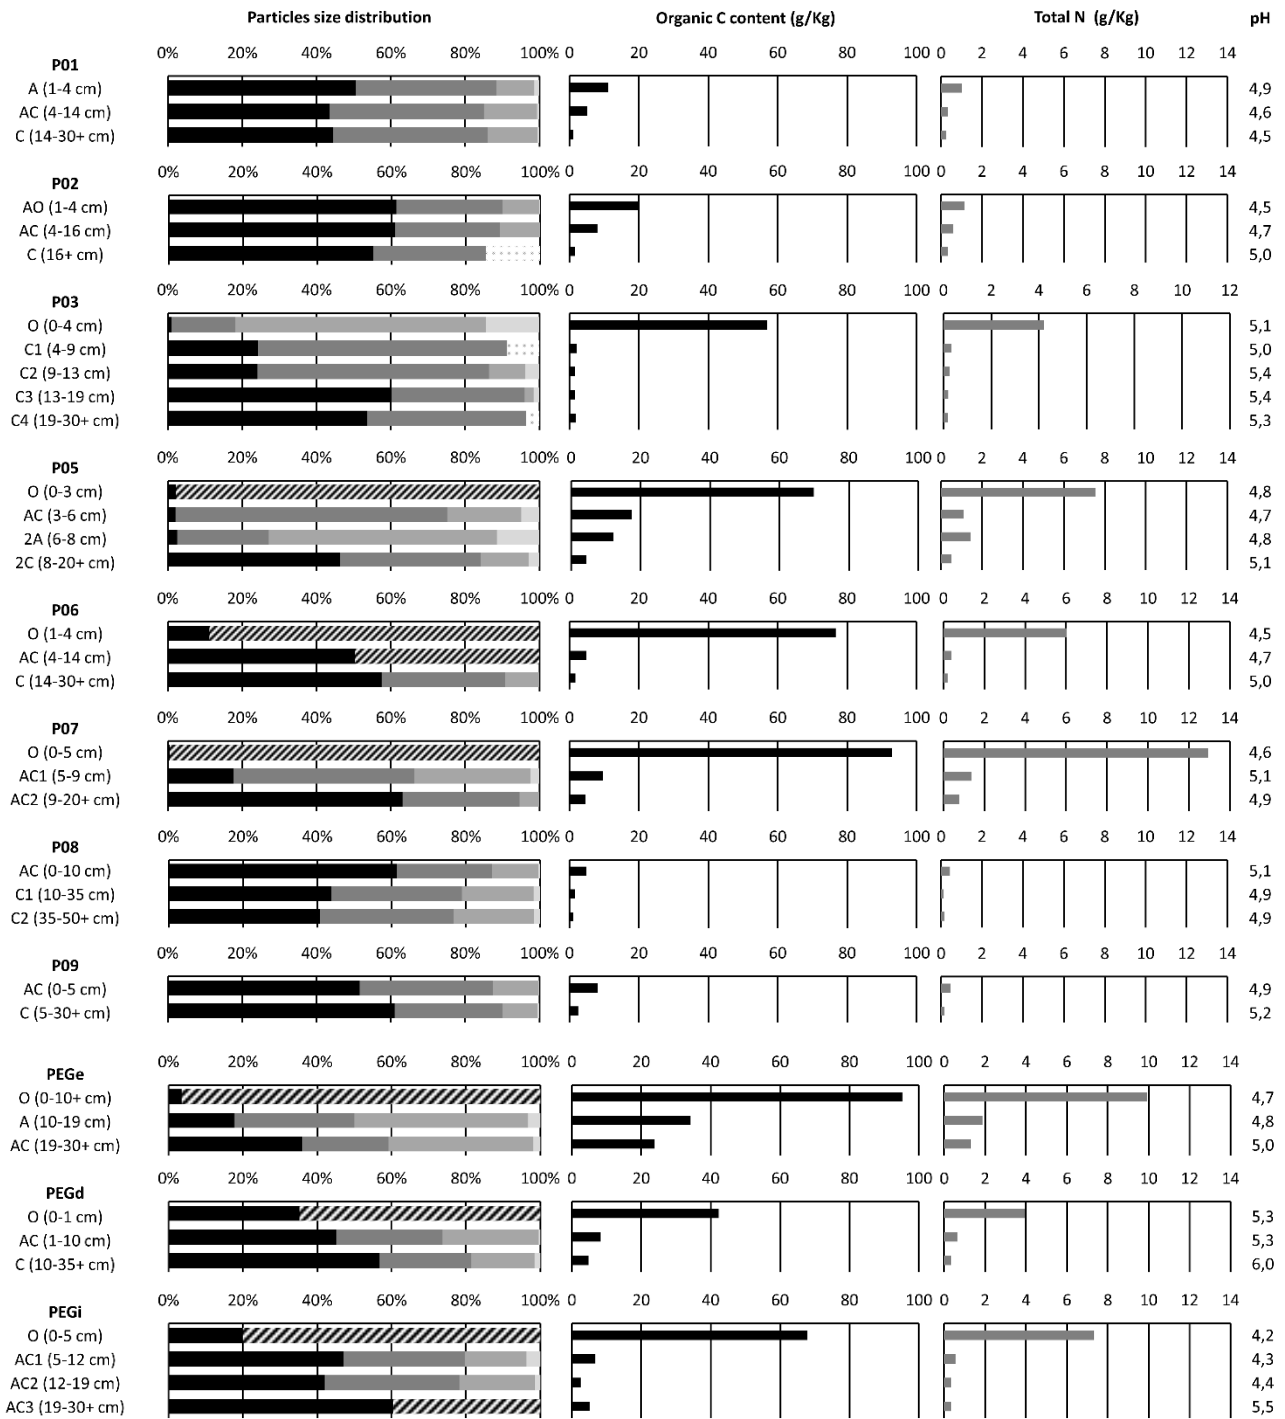 Particles size distribution Organic C content (g/Kg) Total N (g/Kg) pH
0% 20% 40% 60% 80% 100% 0 20 40 60 80 100 0 2 4 6 8 10 12 14
P01
A (1-4 cm) 4,9
AC (4-14 cm) 4,6
C (14-30+ cm) 4,5
0% 20% 40% 60% 80% 100% 0 20 40 60 80 100 0 2 4 6 8 10 12 14
P02
AO (1-4 cm) 4,5
AC (4-16 cm) 4,7
C (16+ cm) 5,0
0% 20% 40% 60% 80% 100% 0 20 40 60 80 100 0 2 4 6 8 10 12
P03
O (0-4 cm) 5,1
C1 (4-9 cm) 5,0
C2 (9-13 cm) 5,4
C3 (13-19 cm) 5,4
C4 (19-30+ cm) 5,3
0% 20% 40% 60% 80% 100% 0 20 40 60 80 100 0 2 4 6 8 10 12 14
P05
O (0-3 cm) 4,8
AC (3-6 cm) 4,7
2A (6-8 cm) 4,8
2C (8-20+ cm) 5,1
0% 20% 40% 60% 80% 100% 0 20 40 60 80 100 0 2 4 6 8 10 12 14
P06
O (1-4 cm) 4,5
AC (4-14 cm) 4,7
C (14-30+ cm) 5,0
0% 20% 40% 60% 80% 100% 0 20 40 60 80 100 0 2 4 6 8 10 12 14
P07
O (0-5 cm) 4,6
AC1 (5-9 cm) 5,1
AC2 (9-20+ cm) 4,9
0% 20% 40% 60% 80% 100% 0 20 40 60 80 100 0 2 4 6 8 10 12 14
P08
AC (0-10 cm) 5,1
C1 (10-35 cm) 4,9
C2 (35-50+ cm) 4,9
0% 20% 40% 60% 80% 100% 0 20 40 60 80 100 0 2 4 6 8 10 12 14
P09
AC (0-5 cm) 4,9
C (5-30+ cm) 5,2
0% 20% 40% 60% 80% 100% 0 20 40 60 80 100 0 2 4 6 8 10 12 14
PEGe
O (0-10+ cm) 4,7
A (10-19 cm) 4,8
AC (19-30+ cm) 5,0
0% 20% 40% 60% 80% 100% 0 20 40 60 80 100 0 2 4 6 8 10 12 14
PEGd
O (0-1 cm) 5,3
AC (1-10 cm) 5,3
C (10-35+ cm) 6,0
0% 20% 40% 60% 80% 100% 0 20 40 60 80 100 0 2 4 6 8 10 12 14
PEGi
O (0-5 cm) 4,2
AC1 (5-12 cm) 4,3
AC2 (12-19 cm) 4,4
AC3 (19-30+ cm) 5,5